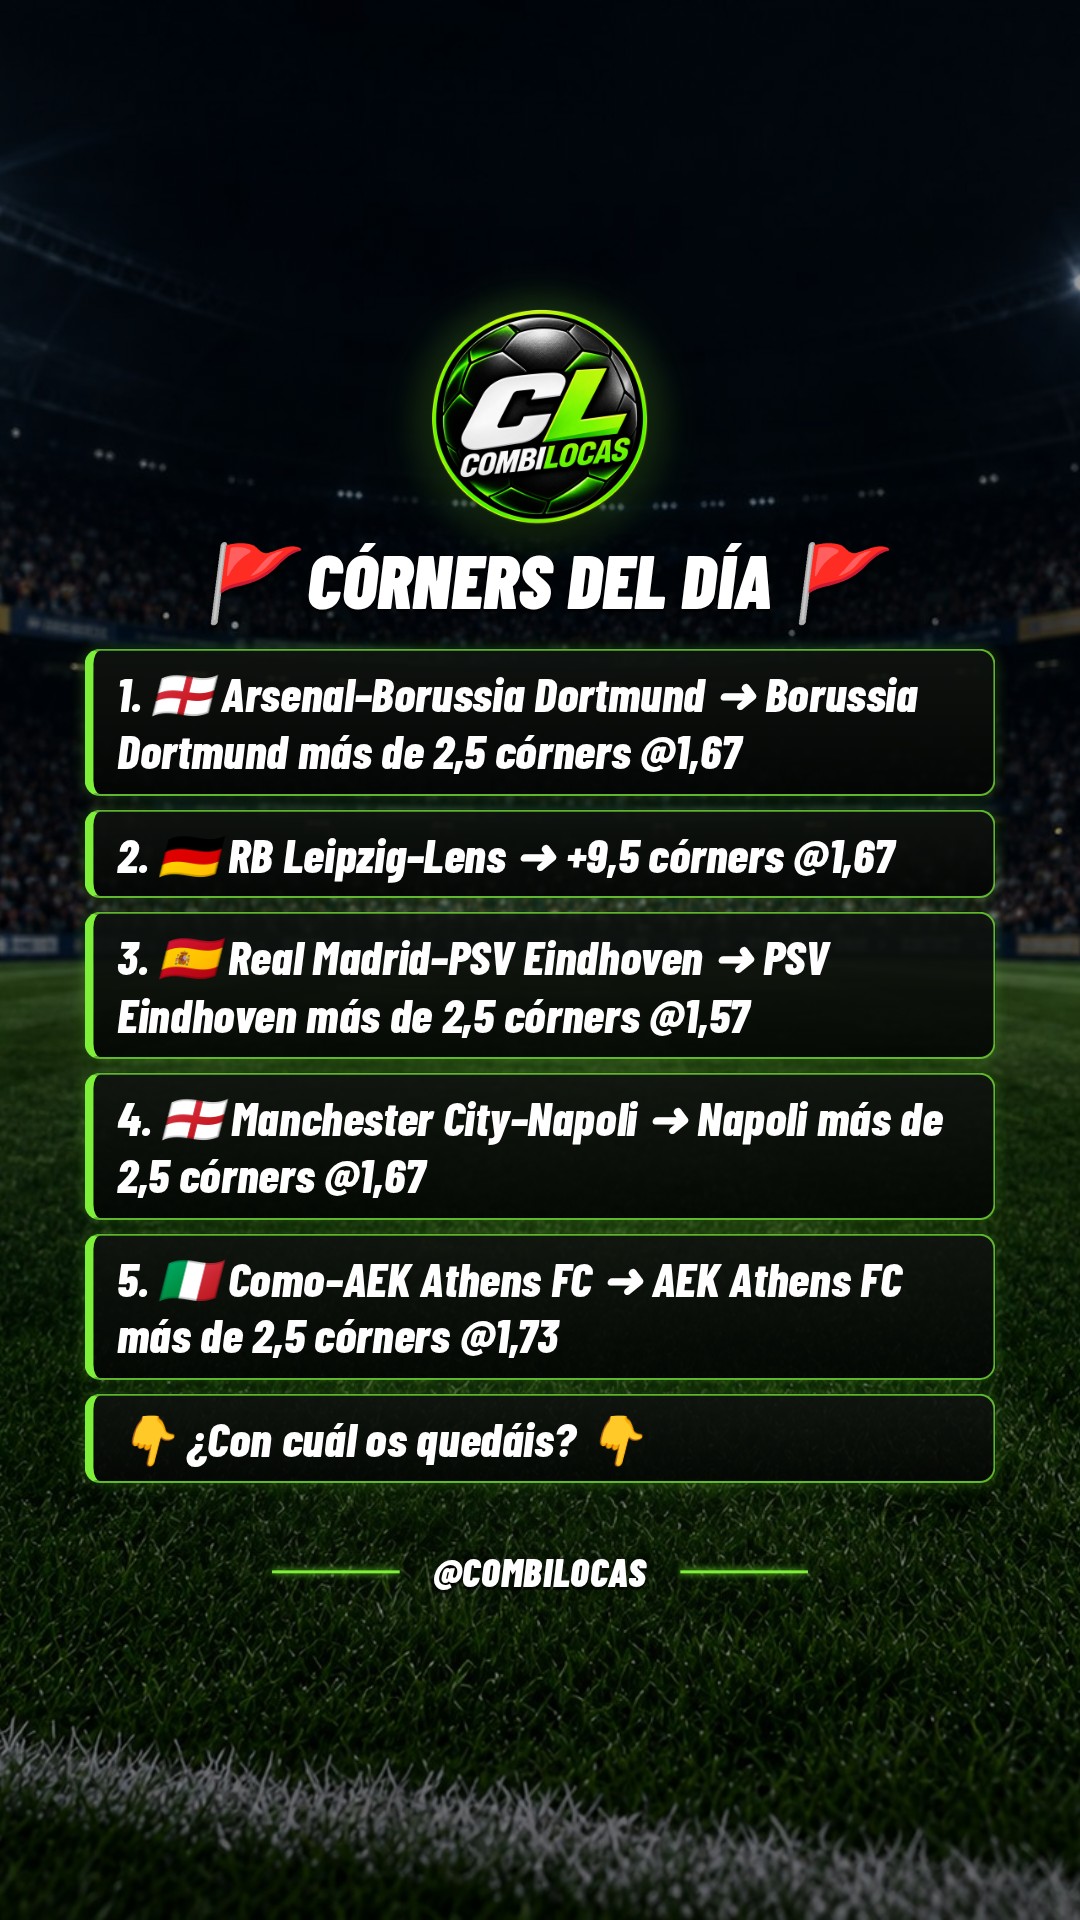 CL
COMBILOCAS
🚩 CÓRNERS DEL DÍA 🚩
1. 🏴󠁧󠁢󠁥󠁮󠁧󠁿 Arsenal-Borussia Dortmund ➜ Borussia
Dortmund más de 2,5 córners @1,67
2. 🇩🇪 RB Leipzig-Lens ➜ +9,5 córners @1,67
3. 🇪🇸 Real Madrid-PSV Eindhoven ➜ PSV
Eindhoven más de 2,5 córners @1,57
4. 🏴󠁧󠁢󠁥󠁮󠁧󠁿 Manchester City-Napoli ➜ Napoli más de
2,5 córners @1,67
5. 🇮🇹 Como-AEK Athens FC ➜ AEK Athens FC
más de 2,5 córners @1,73
👇 ¿Con cuál os quedáis? 👇
@COMBILOCAS